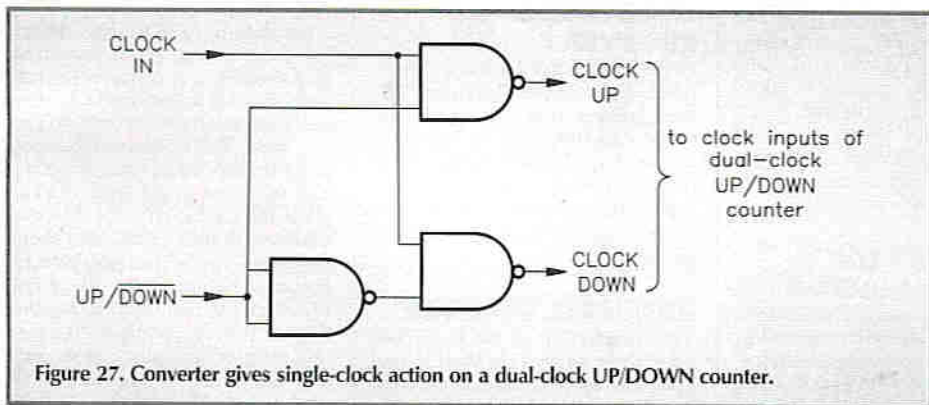 CLOCK
IN
CLOCK
UP
to clock inputs of
dual-clock
UP/DOWN
counter
CLOCK
DOWN
UP/DOWN
Figure 27. Converter gives single-clock action on a dual-clock UP/DOWN counter.